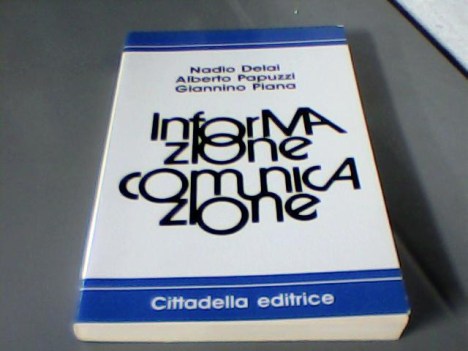 Nadio Delai
Alberto Papuzzi
Giannino Piana
InforMA
zione
comunicA
zione
Cittadella editrice